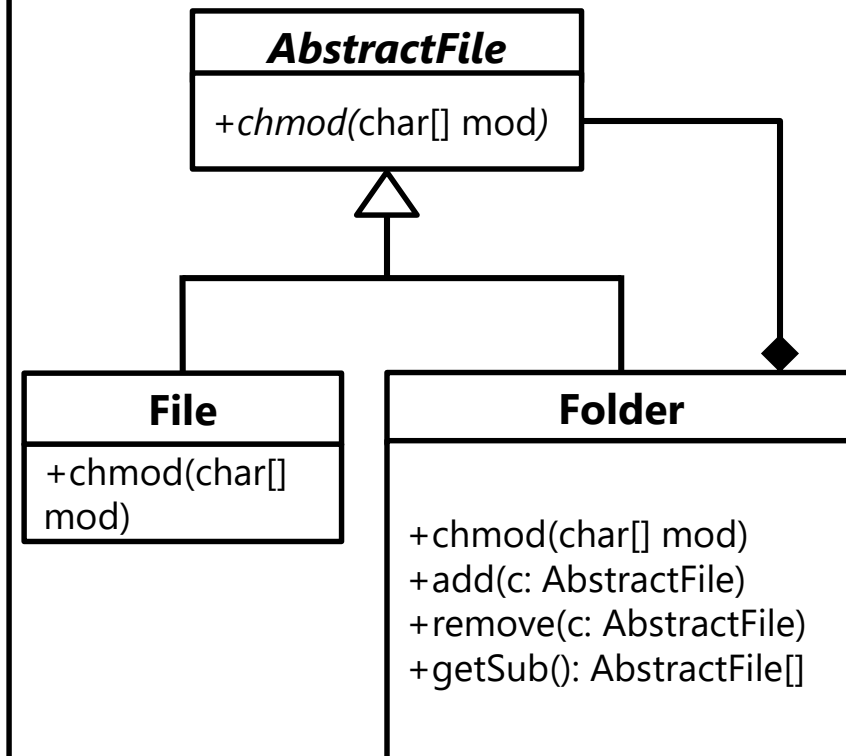 AbstractFile
+chmod(char[] mod)
File
+chmod(char[]
mod)
Folder
+chmod(char[] mod)
+add(c: AbstractFile)
+remove(c: AbstractFile)
+getSub(): AbstractFile[]